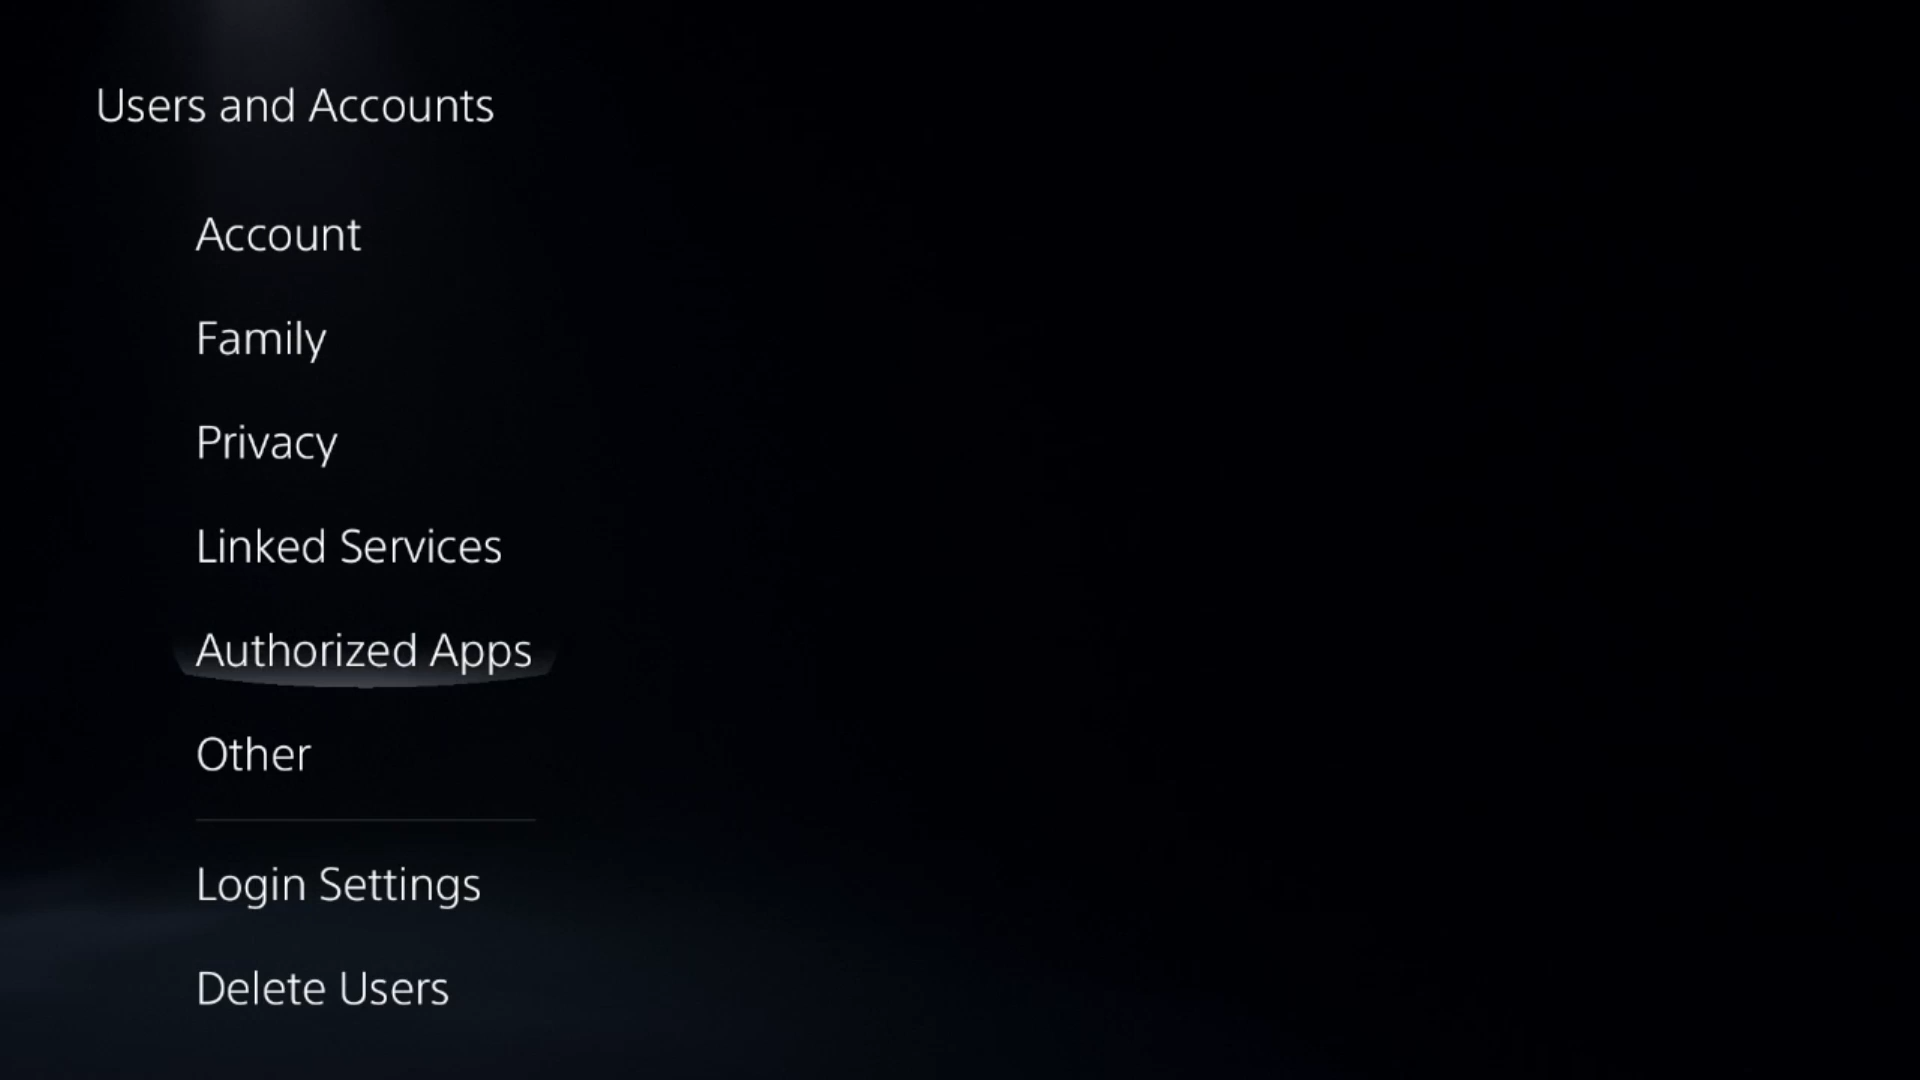 Users and Accounts
Account
Family
Privacy
Linked Services
Authorized Apps
Other
Login Settings
Delete Users